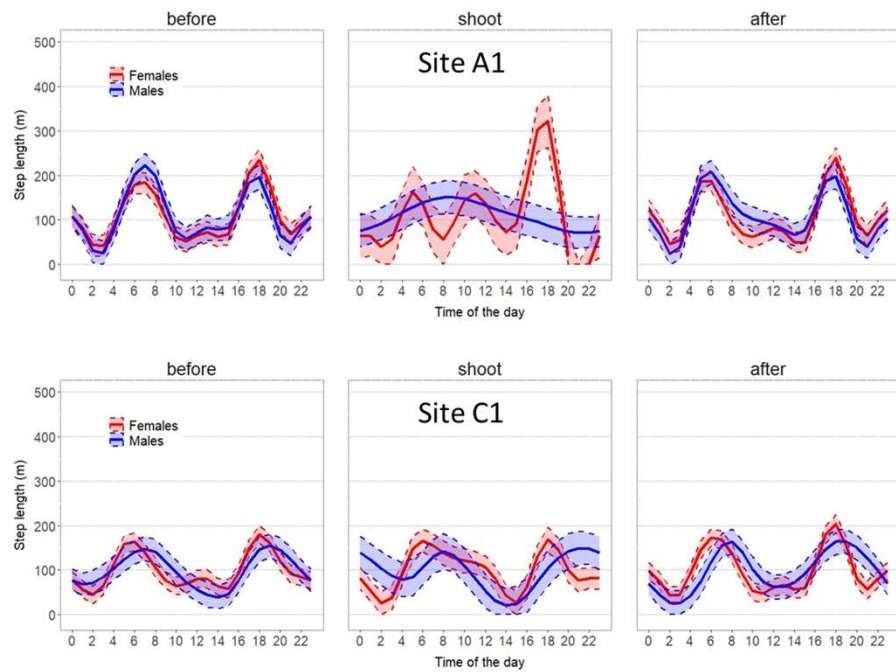 before shoot after
500
400
300
200
100
0
Step length (m)
Females
Males
Site A1
0 2 4 6 8 10 12 14 16 18 20 22 0 2 4 6 8 10 12 14 16 18 20 22 0 2 4 6 8 10 12 14 16 18 20 22
Time of the day
before shoot after
500
400
300
200
100
0
Step length (m)
Females
Males
Site C1
0 2 4 6 8 10 12 14 16 18 20 22 0 2 4 6 8 10 12 14 16 18 20 22 0 2 4 6 8 10 12 14 16 18 20 22
Time of the day